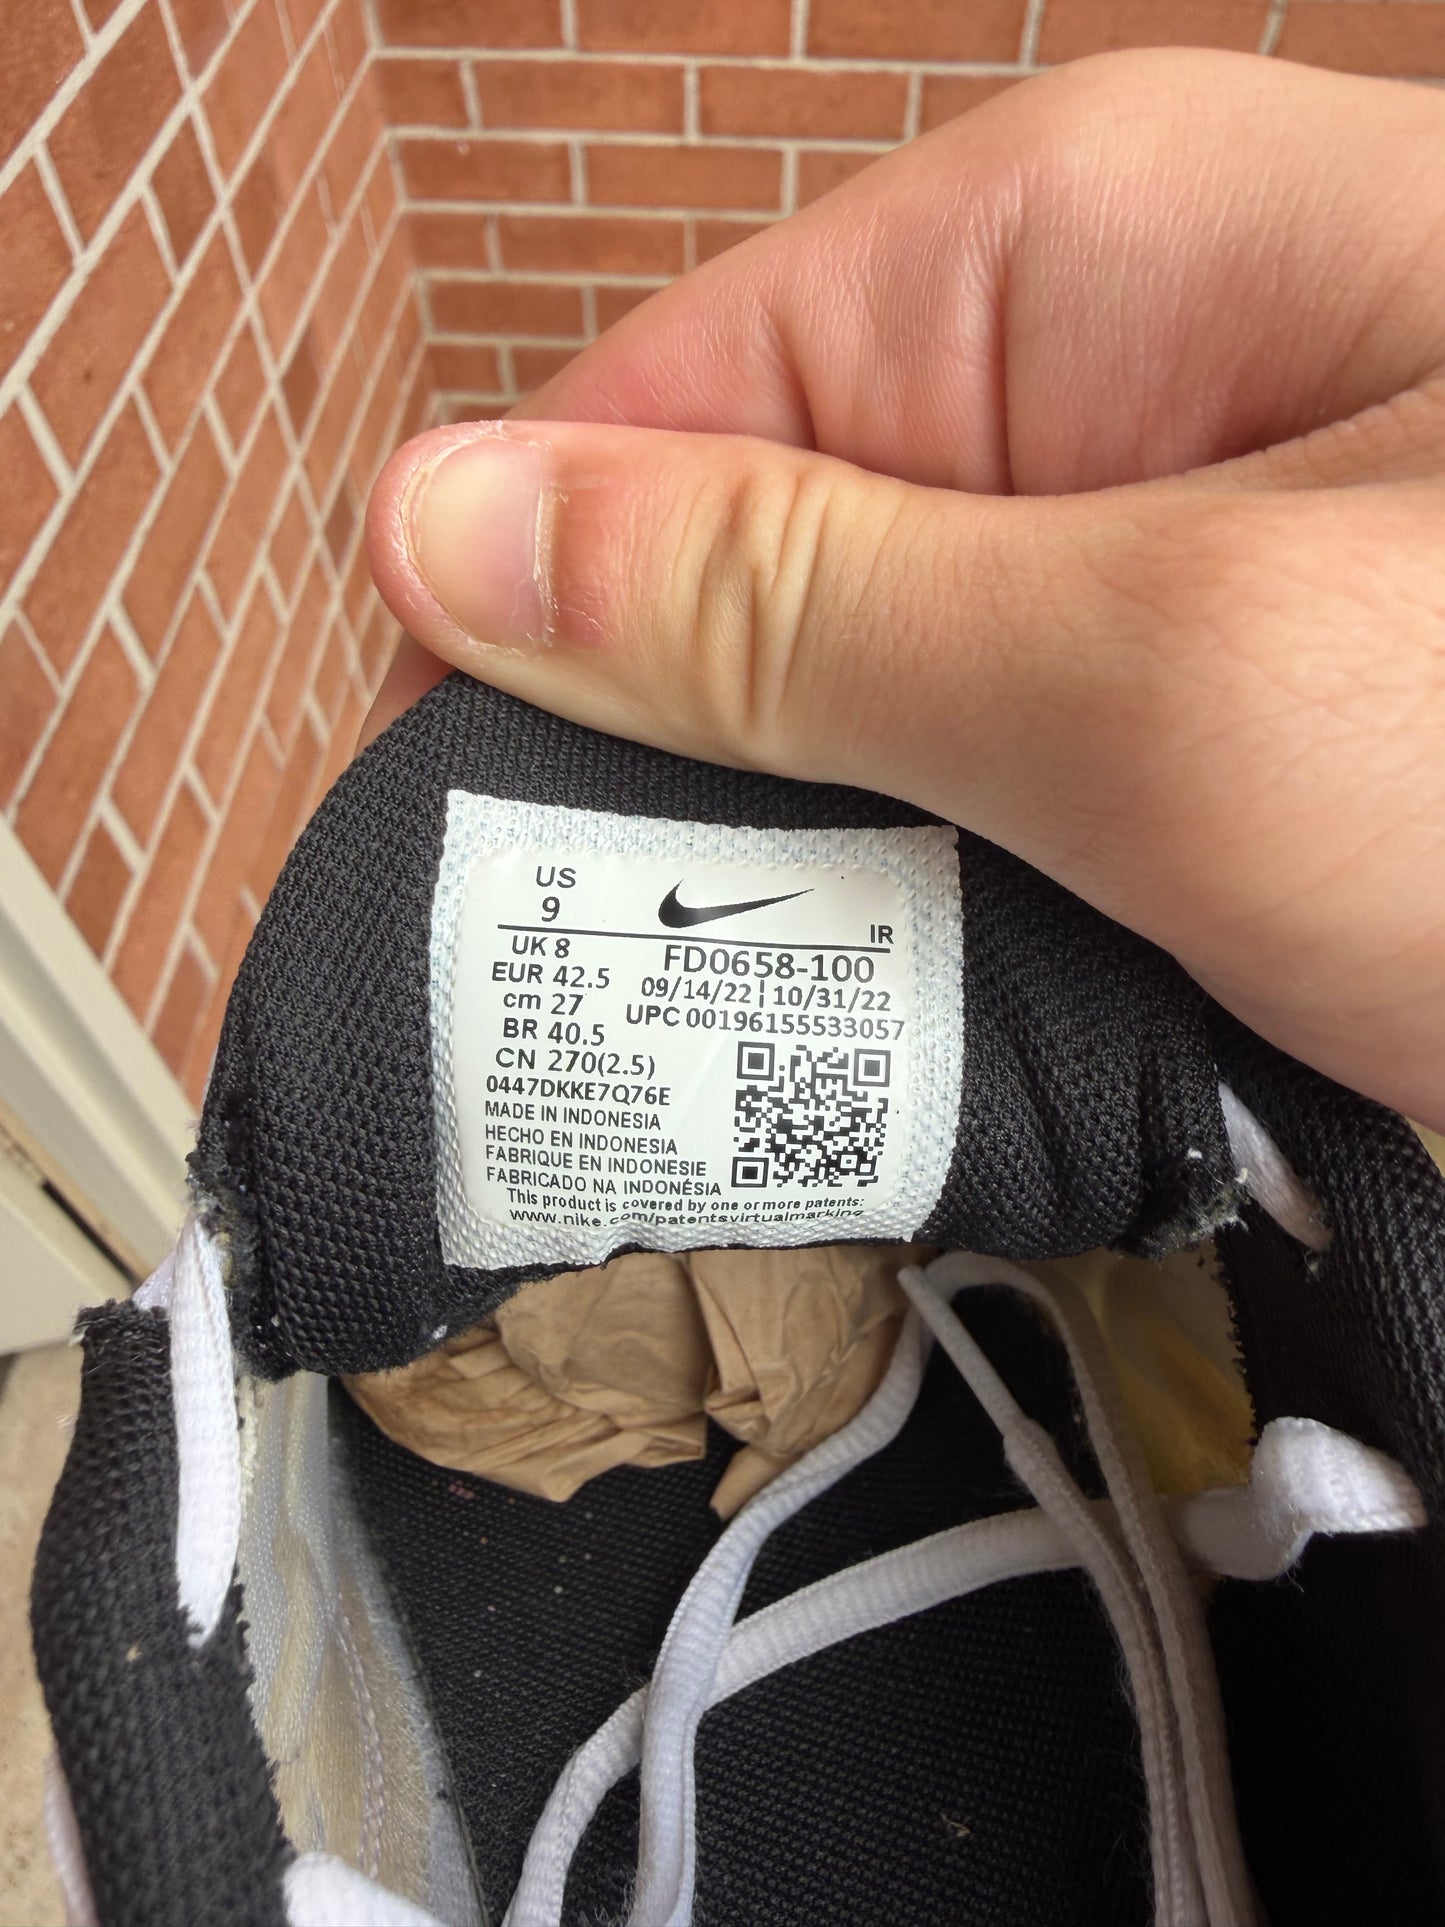 US
9
IR
UK 8
FD0658-100
EUR 42.5
09/14/22 | 10/31/22
cm 27
UPC 00196155533057
BR 40.5
CN 270(2.5)
0447DKKE7Q76E
MADE IN INDONESIA
HECHO EN INDONESIA
FABRIQUE EN INDONESIE
FABRICADO NA INDONÉSIA
This product is covered by one or more patents:
www.nike.com/patentsvirtualmarking